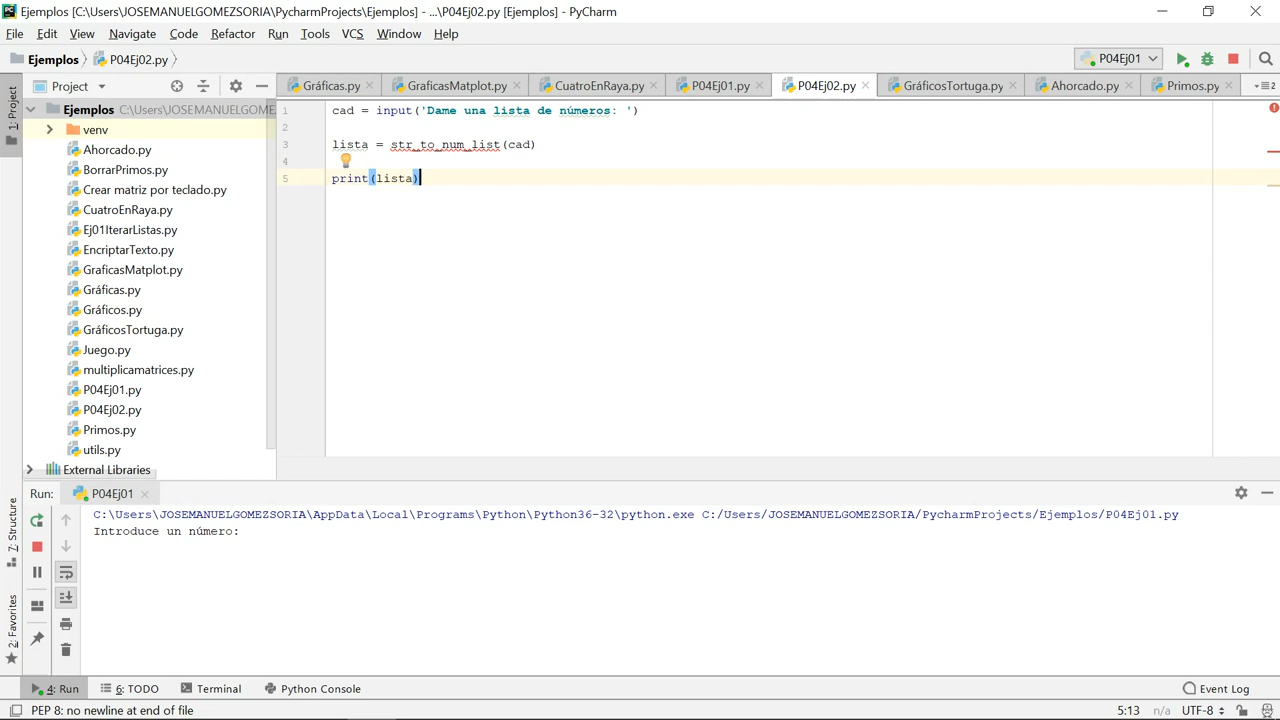 Ejemplos [C:\Users\JOSEMANUELGOMEZSORIA\PycharmProjects\Ejemplos] - ...\P04Ej02.py [Ejemplos] - PyCharm
File Edit View Navigate Code Refactor Run Tools VCS Window Help
Ejemplos P04Ej02.py P04Ej01
1: Project
Project
Gráficas.py GraficasMatplot.py CuatroEnRaya.py P04Ej01.py P04Ej02.py GráficosTortuga.py Ahorcado.py Primos.py 2
Ejemplos C:\Users\JOSEMANUELGOME
venv
Ahorcado.py
BorrarPrimos.py
Crear matriz por teclado.py
CuatroEnRaya.py
Ej01IterarListas.py
EncriptarTexto.py
GraficasMatplot.py
Gráficas.py
Gráficos.py
GráficosTortuga.py
Juego.py
multiplicamatrices.py
P04Ej01.py
P04Ej02.py
Primos.py
utils.py
External Libraries
1 cad = input('Dame una lista de números: ')
2
3 lista = str_to_num_list(cad)
4
5 print(lista)
Run: P04Ej01
7: Structure
2: Favorites
C:\Users\JOSEMANUELGOMEZSORIA\AppData\Local\Programs\Python\Python36-32\python.exe C:/Users/JOSEMANUELGOMEZSORIA/PycharmProjects/Ejemplos/P04Ej01.py
Introduce un número:
4: Run 6: TODO Terminal Python Console Event Log
PEP 8: no newline at end of file 5:13 n/a UTF-8